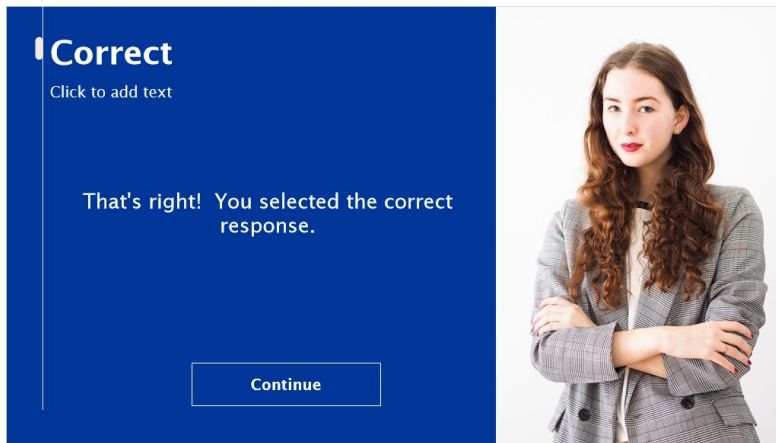 Correct
Click to add text
That's right!  You selected the correct
response.
Continue